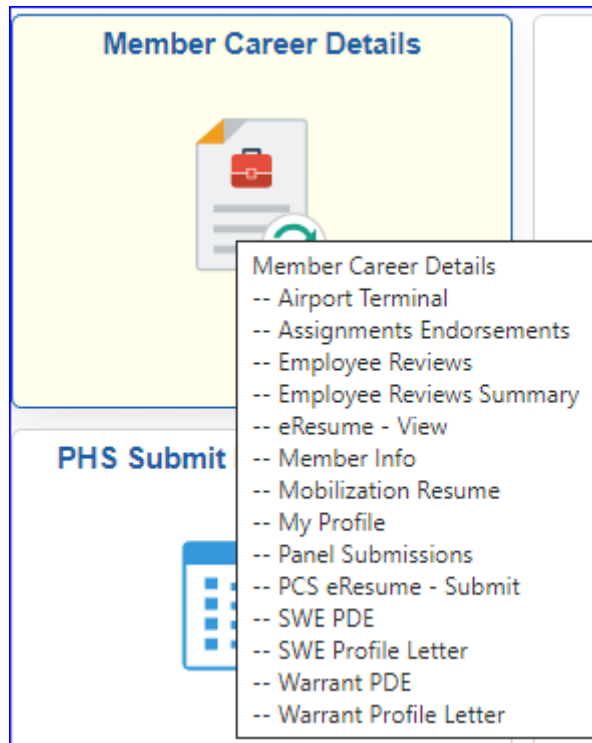 Member Career Details
Member Career Details
-- Airport Terminal
-- Assignments Endorsements
-- Employee Reviews
-- Employee Reviews Summary
-- eResume - View
-- Member Info
-- Mobilization Resume
-- My Profile
-- Panel Submissions
-- PCS eResume - Submit
-- SWE PDE
-- SWE Profile Letter
-- Warrant PDE
-- Warrant Profile Letter
PHS Submit